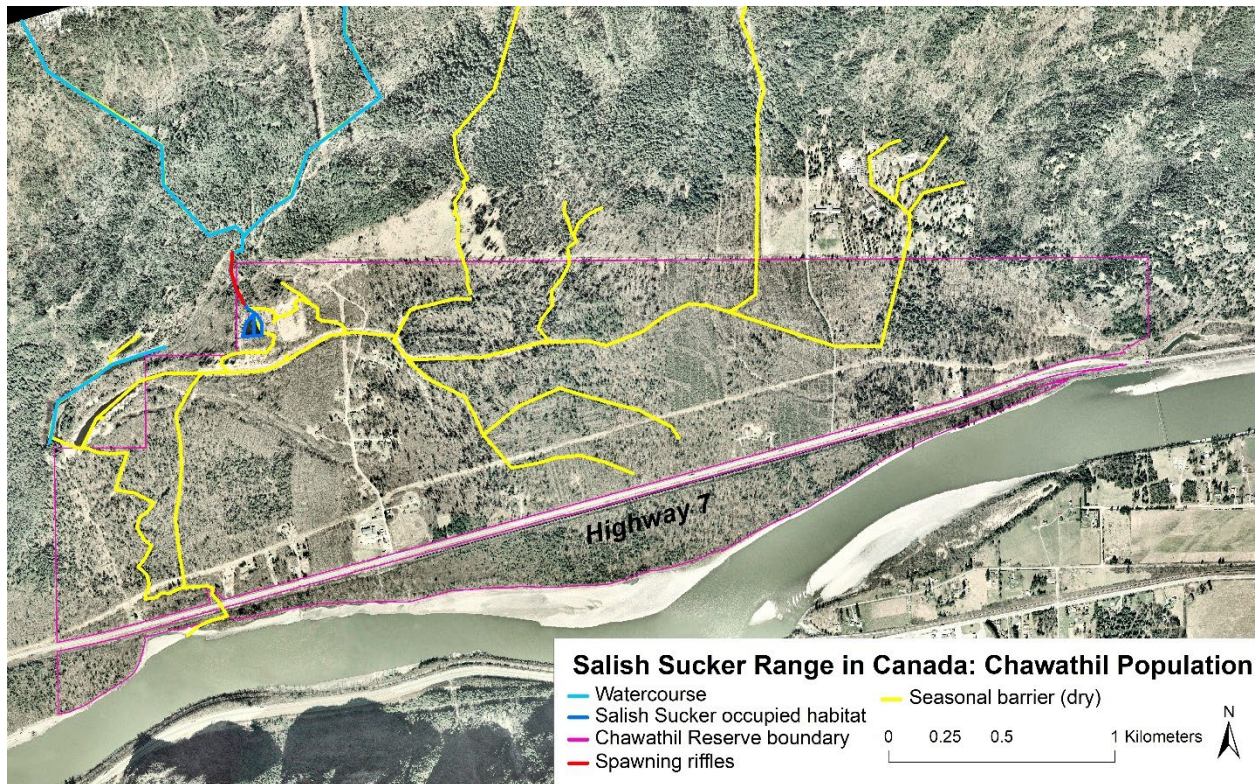 Highway 7
Salish Sucker Range in Canada: Chawathil Population
Watercourse
Salish Sucker occupied habitat
Chawathil Reserve boundary
Spawning riffles
Seasonal barrier (dry)
0 0.25 0.5 1 Kilometers
N